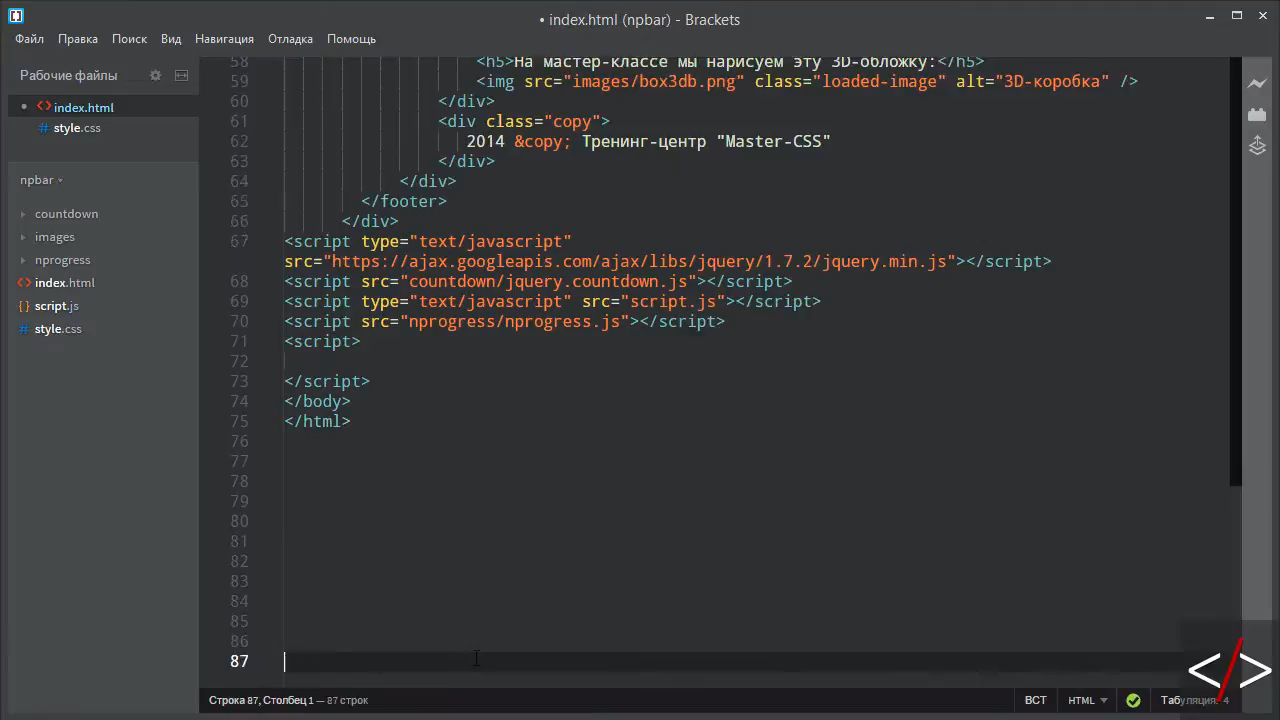 • index.html (npbar) - Brackets
Файл Правка Поиск Вид Навигация Отладка Помощь
Рабочие файлы
• index.html
# style.css
npbar
countdown
images
nprogress
index.html
{ } script.js
# style.css
58 <h5>На мастер-классе мы нарисуем эту 3D-обложку:</h5>
59 <img src="images/box3db.png" class="loaded-image" alt="3D-коробка" />
60 </div>
61 <div class="copy">
62 2014 &copy; Тренинг-центр "Master-CSS"
63 </div>
64 </div>
65 </footer>
66 </div>
67 <script type="text/javascript"
src="https://ajax.googleapis.com/ajax/libs/jquery/1.7.2/jquery.min.js"></script>
68 <script src="countdown/jquery.countdown.js"></script>
69 <script type="text/javascript" src="script.js"></script>
70 <script src="nprogress/nprogress.js"></script>
71 <script>
72
73 </script>
74 </body>
75 </html>
76
77
78
79
80
81
82
83
84
85
86
87
Строка 87, Столбец 1 — 87 строк
ВСТ HTML Табуляция: 4
</>